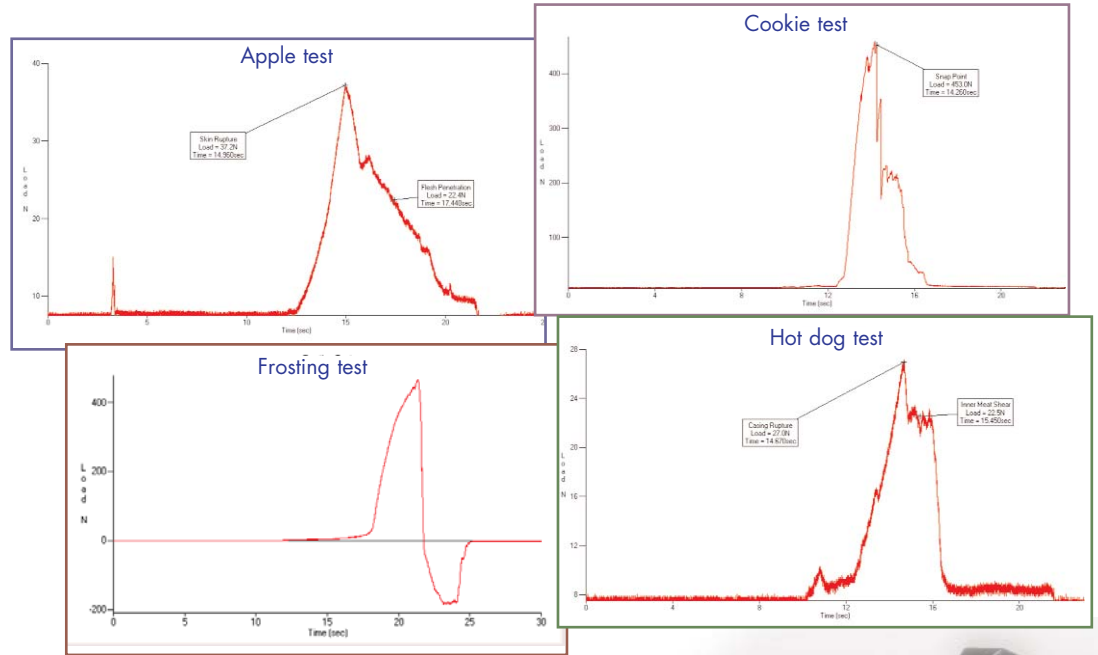 Apple test
40
30
20
10
L
o
a
d
N
Skin Rupture
Load = 37.2N
Time = 14.960sec
Flesh Penetration
Load = 22.4N
Time = 17.448sec
0
5
10
15
20
Time (sec)
Cookie test
400
300
200
100
L
o
a
d
N
Snap Point
Load = 453.0N
Time = 14.260sec
0
4
8
12
16
20
Time (sec)
Frosting test
400
200
0
-200
L
o
a
d
N
0
5
10
15
20
25
30
Time (sec)
Hot dog test
28
24
20
16
12
8
L
o
a
d
N
Casing Rupture
Load = 27.0N
Time = 14.670sec
Inner Meat Shear
Load = 22.5N
Time = 15.450sec
0
4
8
12
16
20
Time (sec)